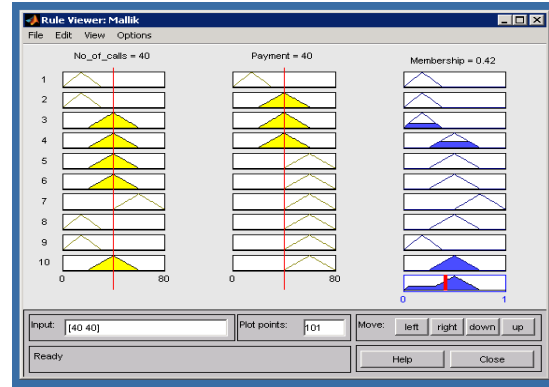 Rule Viewer: Mallik
File Edit View Options
No_of_calls = 40 Payment = 40 Membership = 0.42
1
2
3
4
5
6
7
8
9
10
0 80 0 80
0 1
Input: [40 40] Plot points: 101 Move: left right down up
Ready Help Close